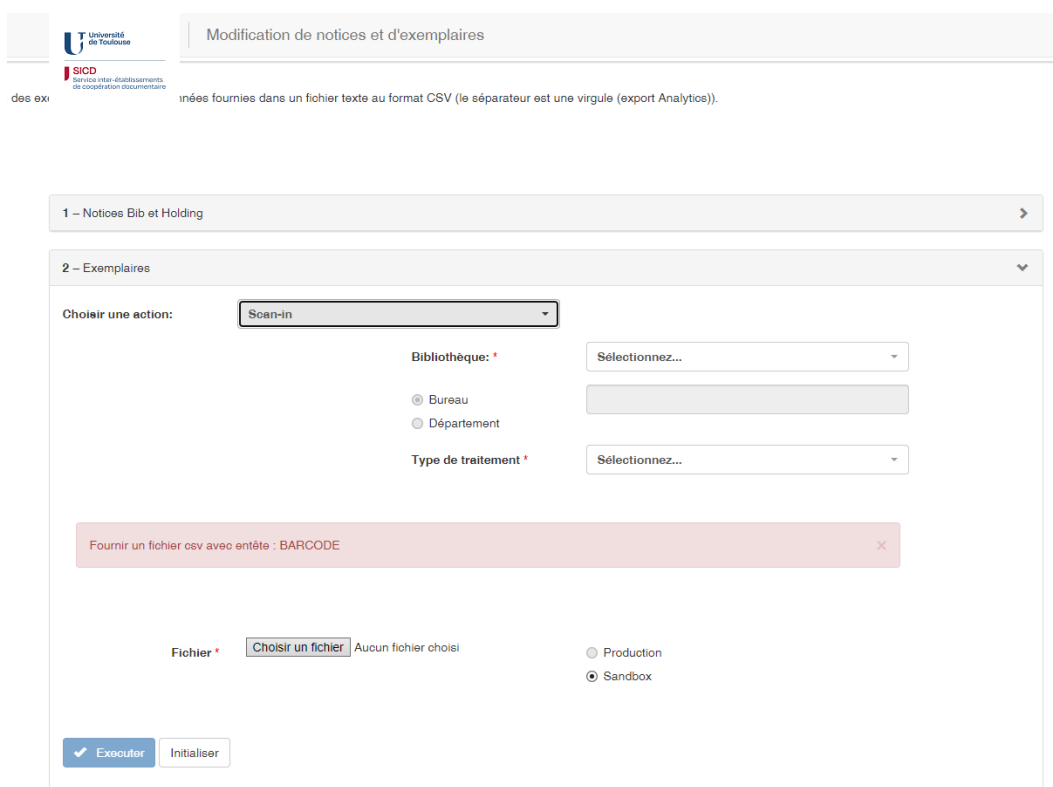 Université
de Toulouse
Modification de notices et d'exemplaires
SICD
Service inter-établissements
de coopération documentaire
des exe
nnées fournies dans un fichier texte au format CSV (le séparateur est une virgule (export Analytics)).
1 – Notices Bib et Holding
2 – Exemplaires
Choisir une action:
Scan-in
Bibliothèque: *
Sélectionnez...
Bureau
Département
Type de traitement *
Sélectionnez...
Fournir un fichier csv avec entête : BARCODE
×
Fichier *
Choisir un fichier Aucun fichier choisi
Production
Sandbox
Executer
Initialiser